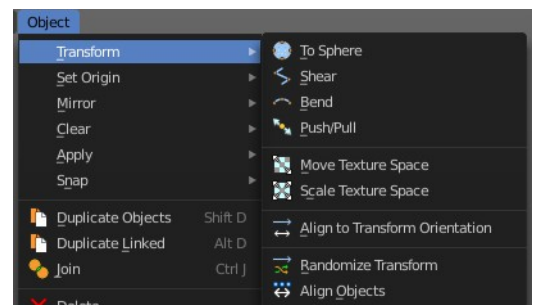 Object
Transform
Set Origin
Mirror
Clear
Apply
Snap
Duplicate Objects Shift D
Duplicate Linked Alt D
Join Ctrl J
Delete
To Sphere
Shear
Bend
Push/Pull
Move Texture Space
Scale Texture Space
Align to Transform Orientation
Randomize Transform
Align Objects